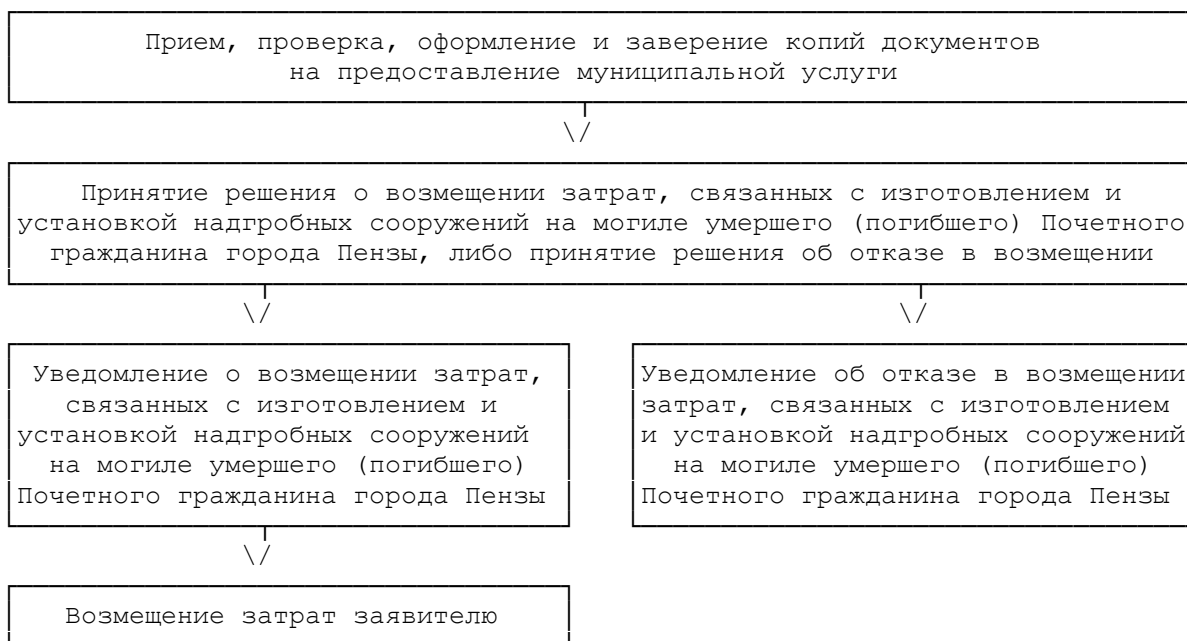 Прием, проверка, оформление и заверение копий документов
на предоставление муниципальной услуги
\/
Принятие решения о возмещении затрат, связанных с изготовлением и
установкой надгробных сооружений на могиле умершего (погибшего) Почетного
гражданина города Пензы, либо принятие решения об отказе в возмещении
\/ \/
Уведомление о возмещении затрат,
связанных с изготовлением и
установкой надгробных сооружений
на могиле умершего (погибшего)
Почетного гражданина города Пензы
Уведомление об отказе в возмещении
затрат, связанных с изготовлением
и установкой надгробных сооружений
на могиле умершего (погибшего)
Почетного гражданина города Пензы
\/
Возмещение затрат заявителю